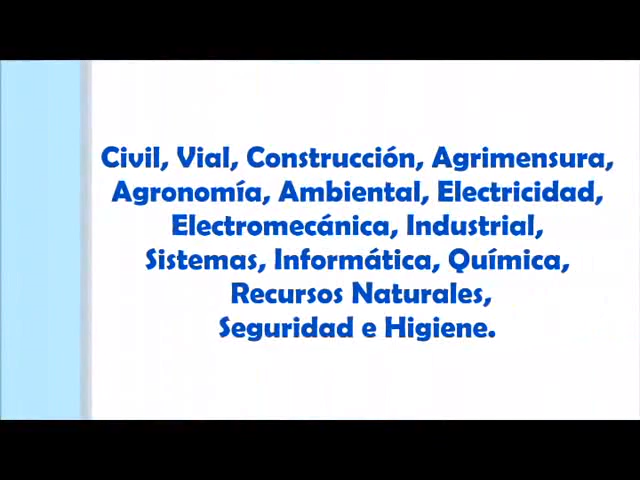 Civil, Vial, Construcción, Agrimensura,
Agronomía, Ambiental, Electricidad,
Electromecánica, Industrial,
Sistemas, Informática, Química,
Recursos Naturales,
Seguridad e Higiene.